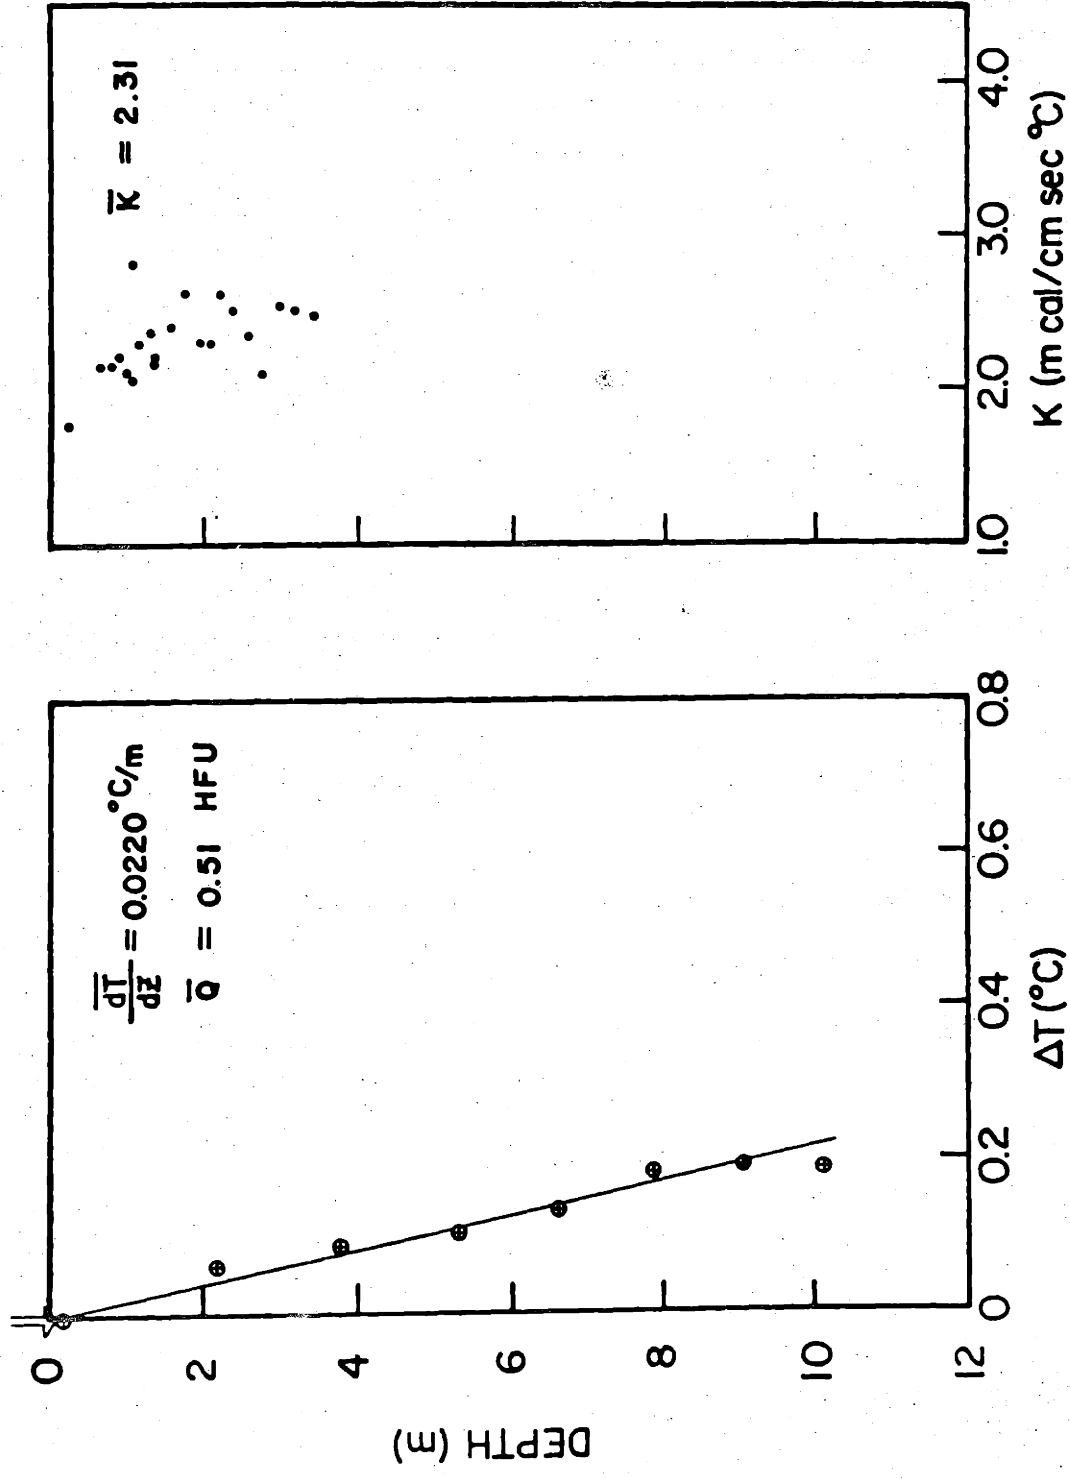 dT/dz = 0.0220°C/m
Q = 0.51 HFU
K = 2.31
0
2
4
6
8
10
12
DEPTH (m)
0 0.2 0.4 0.6 0.8
ΔT (°C)
1.0 2.0 3.0 4.0
K (m cal/cm sec °C)